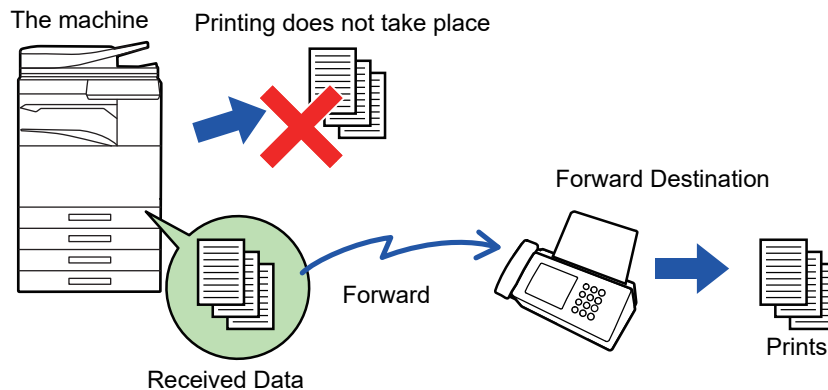 The machine
Printing does not take place
Forward Destination
Forward
Prints
Received Data